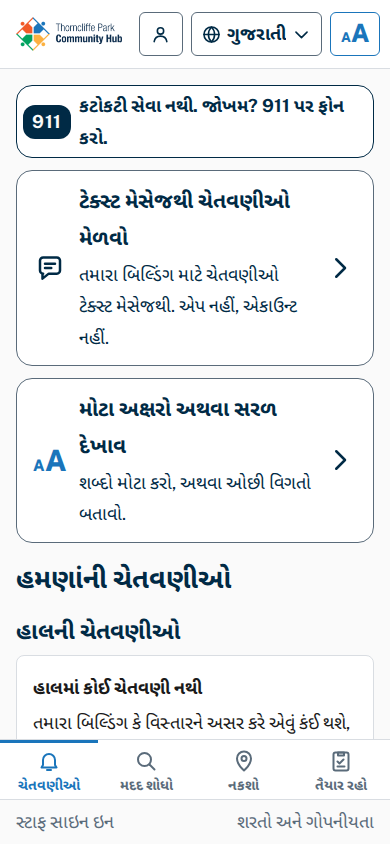 Thorncliffe Park
Community Hub
ગુજરાતી
AA
911
કટોકટી સેવા નથી. જોખમ? 911 પર ફોન
કરો.
ટેક્સ્ટ મેસેજથી ચેતવણીઓ
મેળવો
તમારા બિલ્ડિંગ માટે ચેતવણીઓ
ટેક્સ્ટ મેસેજથી. એપ નહીં, એકાઉન્ટ
નહીં.
મોટા અક્ષરો અથવા સરળ
દેખાવ
AA
શબ્દો મોટા કરો, અથવા ઓછી વિગતો
બતાવો.
હમણાંની ચેતવણીઓ
હાલની ચેતવણીઓ
હાલમાં કોઈ ચેતવણી નથી
તમારા બિલ્ડિંગ કે વિસ્તારને અસર કરે એવું કંઈ થશે,
ચેતવણીઓ
મદદ શોધો
નકશો
તૈયાર રહો
સ્ટાફ સાઇન ઇન
શરતો અને ગોપનીયતા